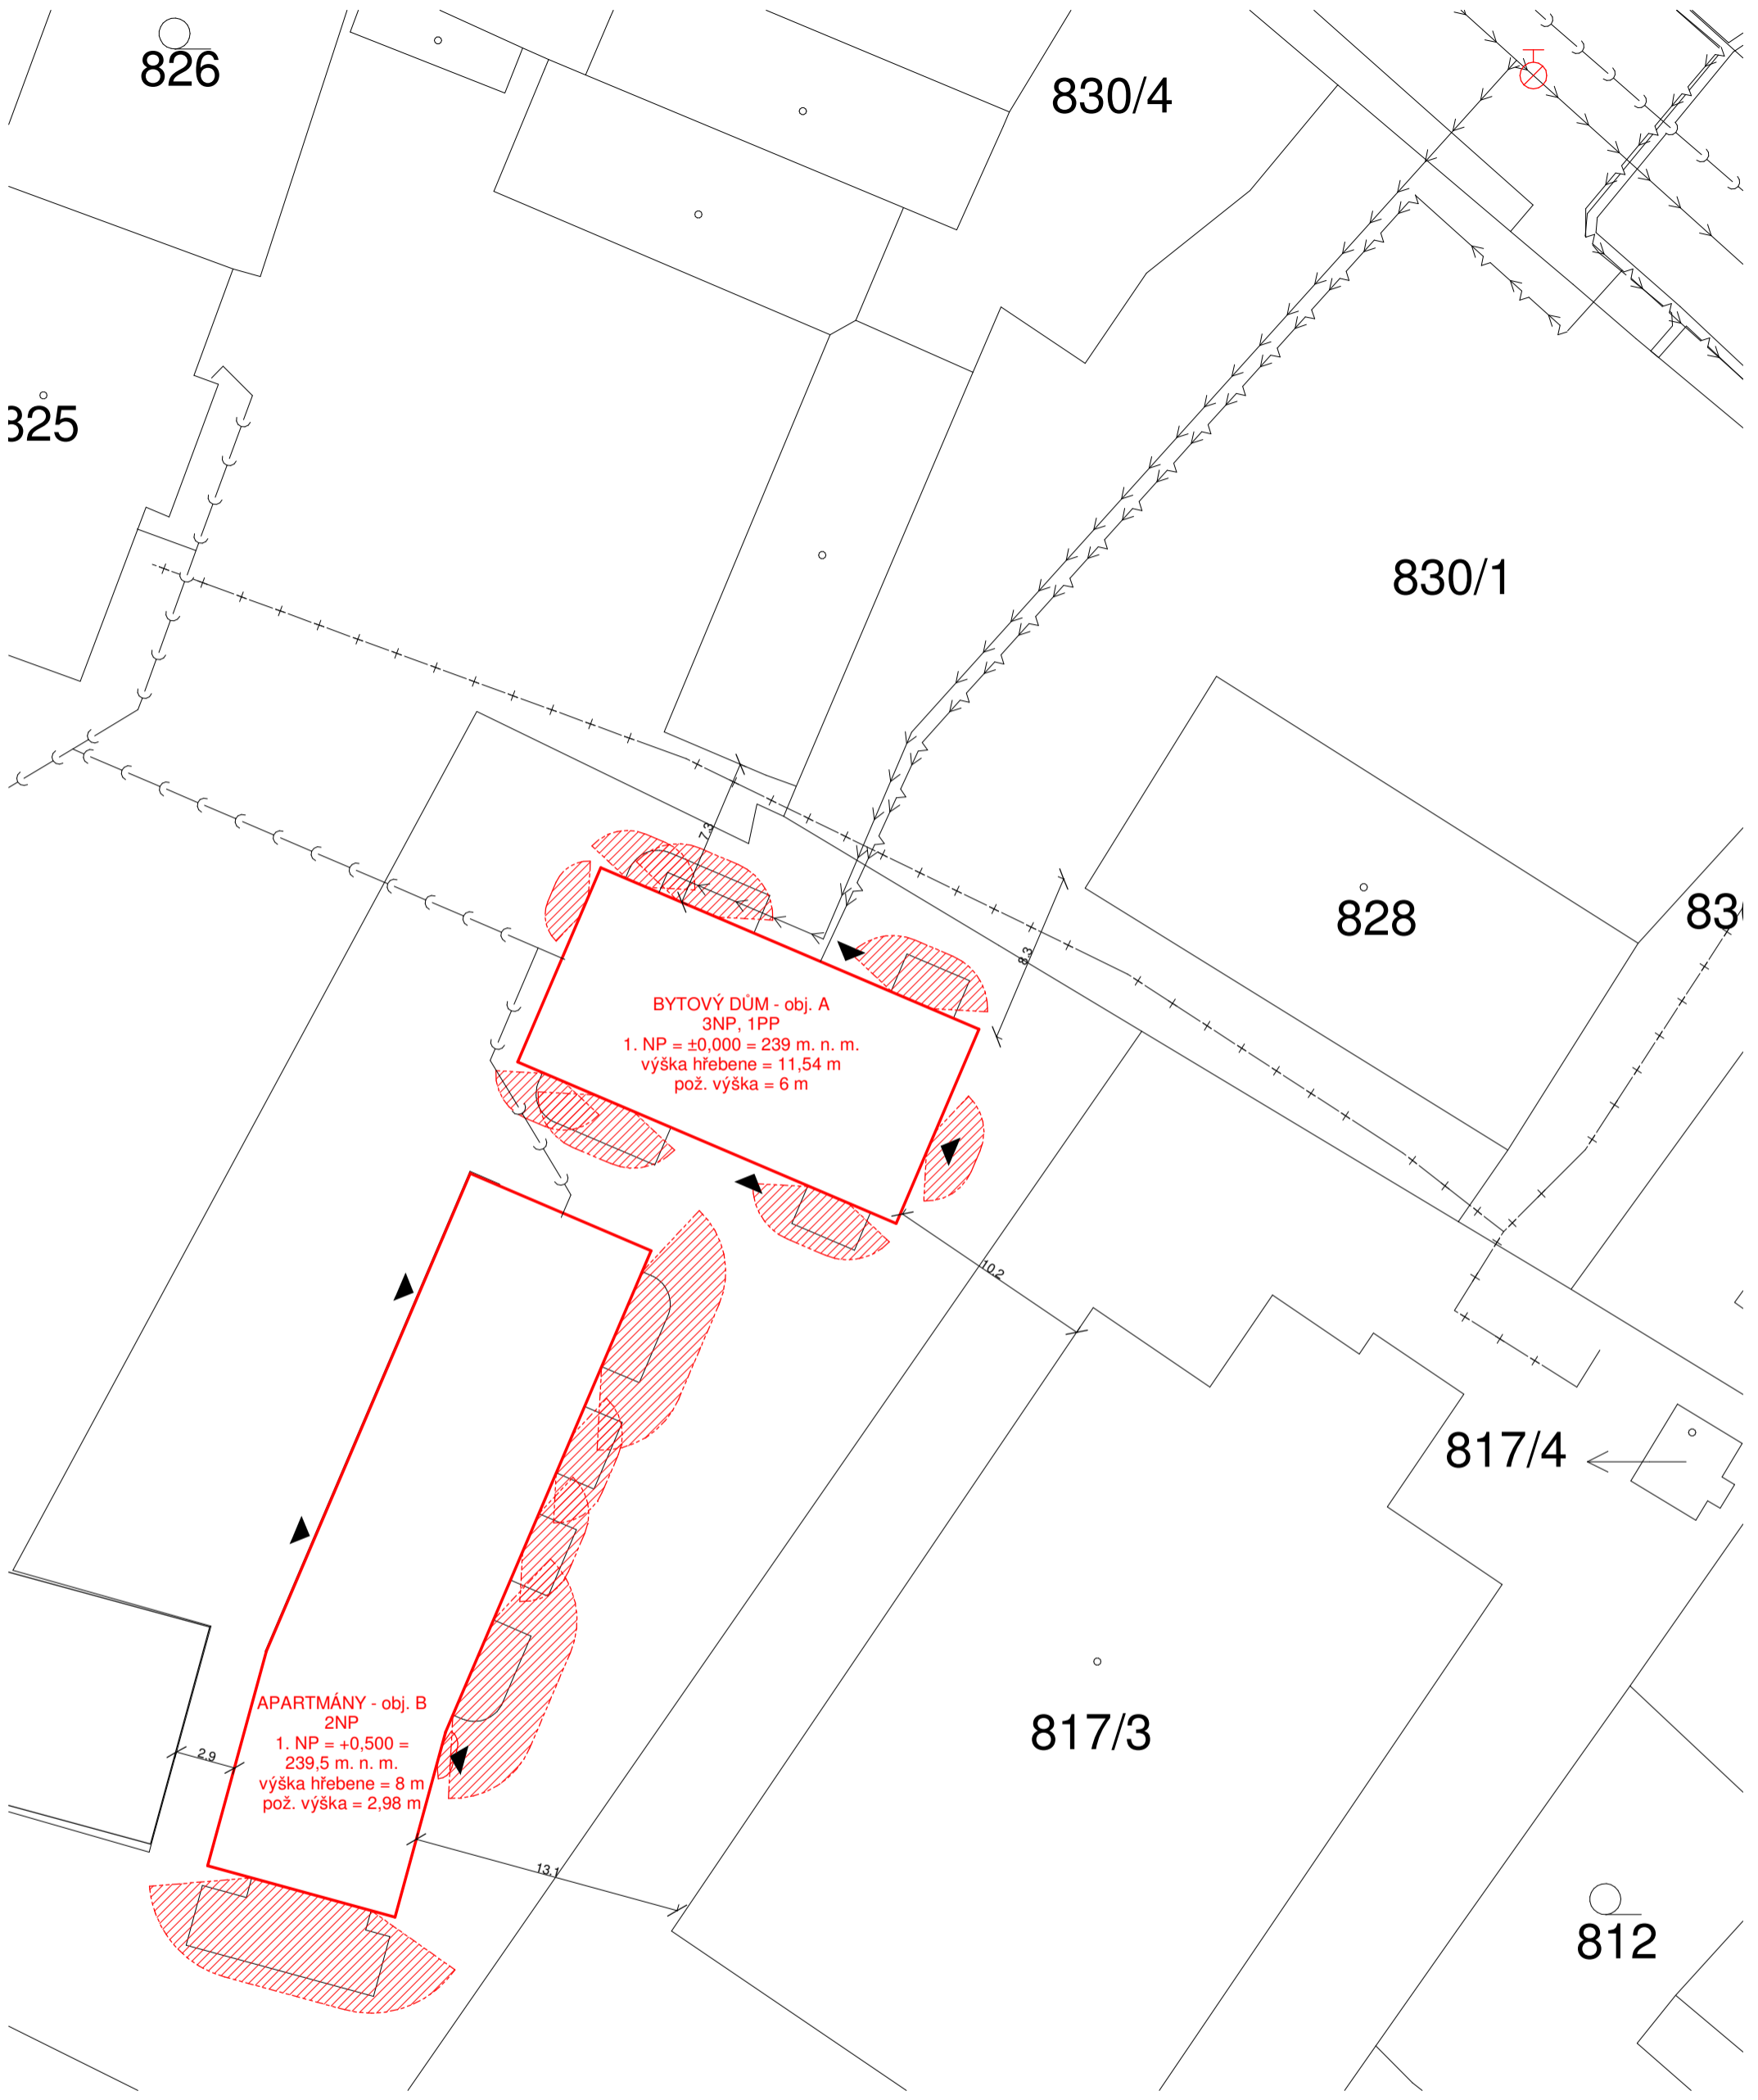 826
830/4
825
830/1
7.3
828
8.3
BYTOVÝ DŮM - obj. A
3NP, 1PP
1. NP = ±0,000 = 239 m. n. m.
výška hřebene = 11,54 m
pož. výška = 6 m
10.2
817/4
APARTMÁNY - obj. B
2NP
1. NP = +0,500 =
239,5 m. n. m.
výška hřebene = 8 m
pož. výška = 2,98 m
2.9
817/3
13.1
812